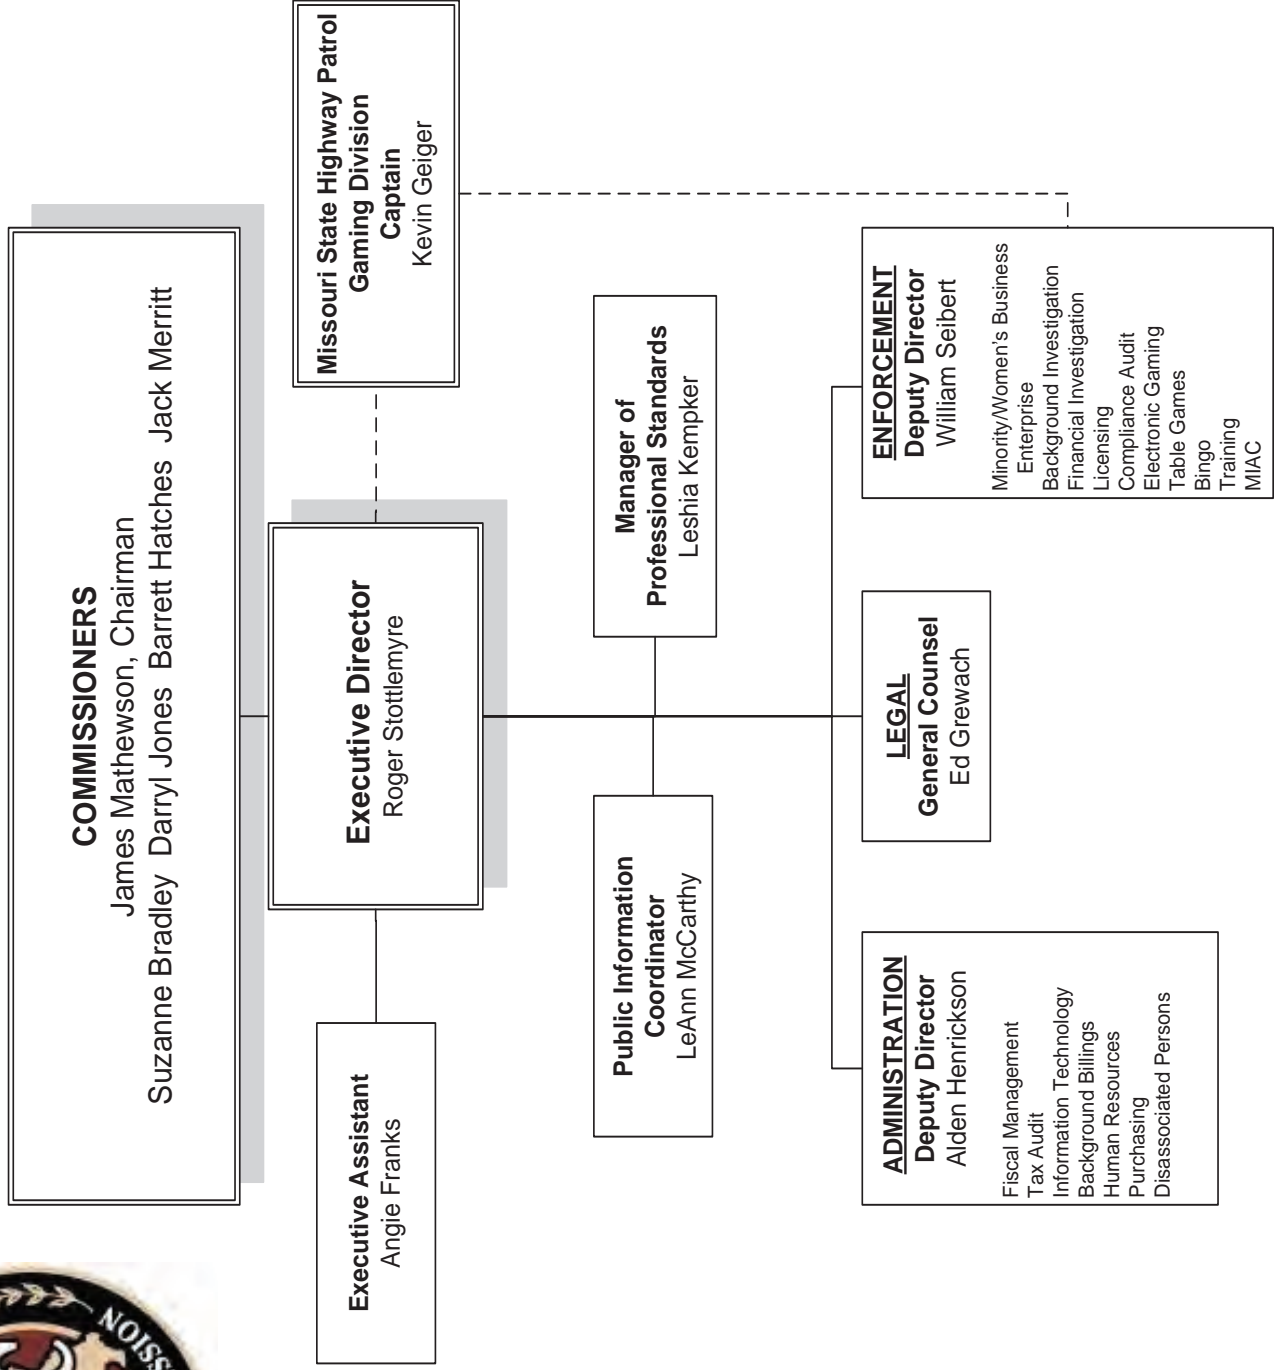 COMMISSIONERS
James Mathewson, Chairman
Suzanne Bradley Darryl Jones Barrett Hatches Jack Merritt
Executive Director
Roger Stottlemyre
Missouri State Highway Patrol
Gaming Division
Captain
Kevin Geiger
Executive Assistant
Angie Franks
Public Information
Coordinator
LeAnn McCarthy
Manager of
Professional Standards
Leshia Kempker
ADMINISTRATION
Deputy Director
Alden Henrickson
Fiscal Management
Tax Audit
Information Technology
Background Billings
Human Resources
Purchasing
Disassociated Persons
LEGAL
General Counsel
Ed Grewach
ENFORCEMENT
Deputy Director
William Seibert
Minority/Women's Business
Enterprise
Background Investigation
Financial Investigation
Licensing
Compliance Audit
Electronic Gaming
Table Games
Bingo
Training
MIAC